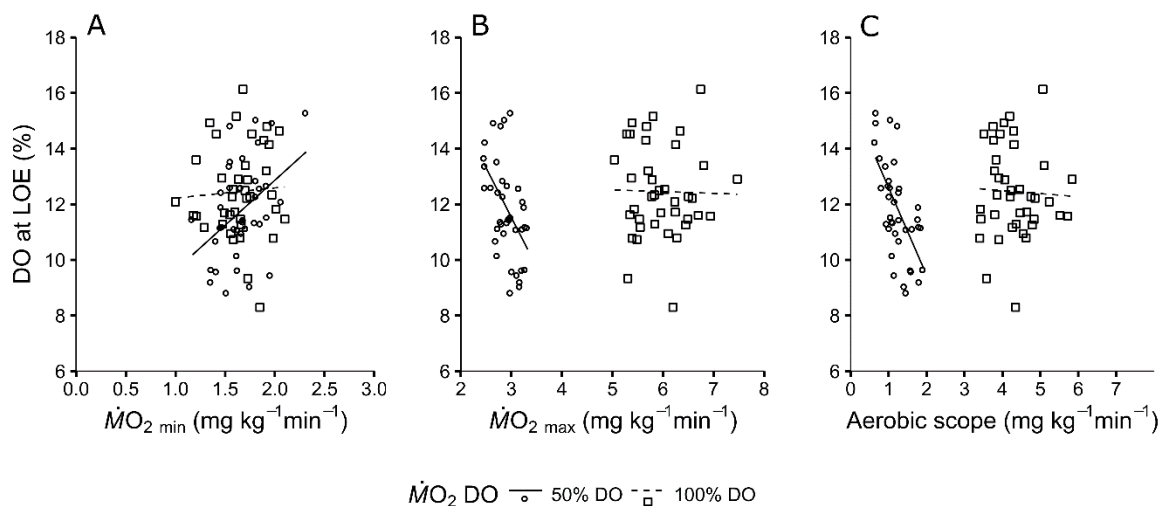 A
B
C
DO at LOE (%)
18
16
14
12
10
8
6
18
16
14
12
10
8
6
18
16
14
12
10
8
6
0.0 0.5 1.0 1.5 2.0 2.5 3.0
2 3 4 5 6 7 8
0 1 2 3 4 5 6 7
ṀO₂ min (mg kg⁻¹min⁻¹)
ṀO₂ max (mg kg⁻¹min⁻¹)
Aerobic scope (mg kg⁻¹min⁻¹)
ṀO₂ DO 50% DO 100% DO